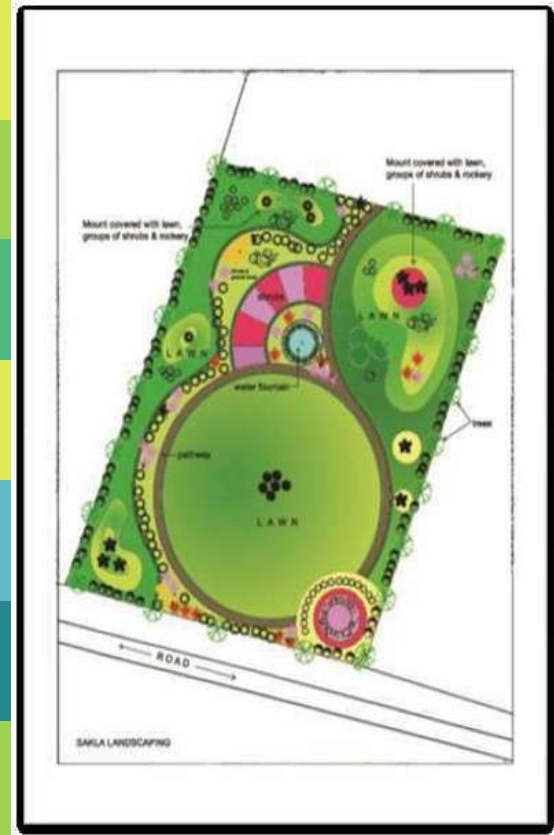 Mount covered with lawn,
groups of shrubs & rockery
Mount covered with lawn,
groups of shrubs & rockery
shrubs
LAWN
LAWN
water fountain
trees
pathway
LAWN
ROAD
SAKLA LANDSCAPING